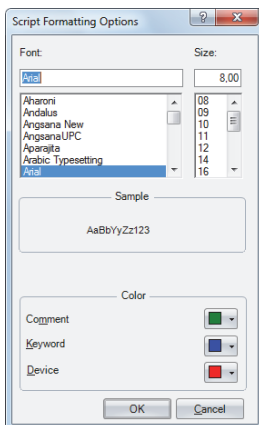 Script Formatting Options
Font: Size:
Arial 8,00
Aharoni 08
Andalus 09
Angsana New 10
AngsanaUPC 11
Aparajita 12
Arabic Typesetting 14
Arial 16
Sample
AaBbYyZz123
Color
Comment
Keyword
Device
OK Cancel